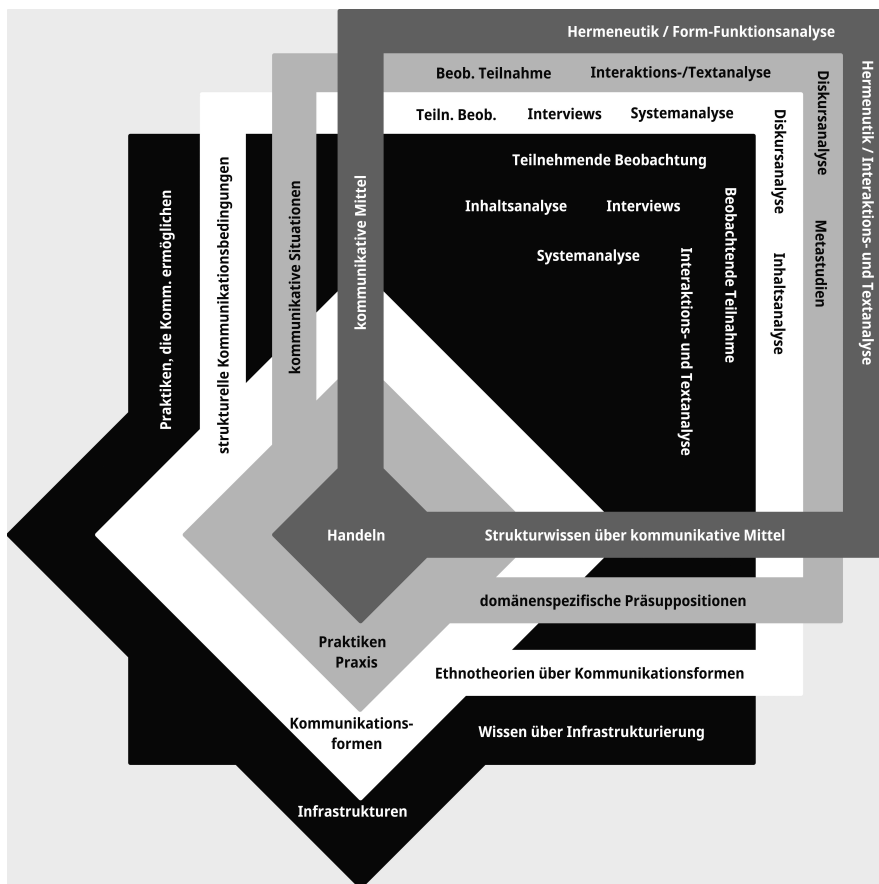 Hermeneutik / Form-Funktionsanalyse
Beob. Teilnahme
Interaktions-/Textanalyse
Teiln. Beob.
Interviews
Systemanalyse
Teilnehmende Beobachtung
Inhaltsanalyse
Interviews
Systemanalyse
Praktiken, die Komm. ermöglichen
strukturelle Kommunikationsbedingungen
kommunikative Situationen
kommunikative Mittel
Interaktions- und Textanalyse
Beobachtende Teilnahme
Diskursanalyse
Inhaltsanalyse
Diskursanalyse
Metastudien
Hermenutik / Interaktions- und Textanalyse
Handeln
Strukturwissen über kommunikative Mittel
domänenspezifische Präsuppositionen
Praktiken
Praxis
Ethnotheorien über Kommunikationsformen
Kommunikations-
formen
Wissen über Infrastrukturierung
Infrastrukturen